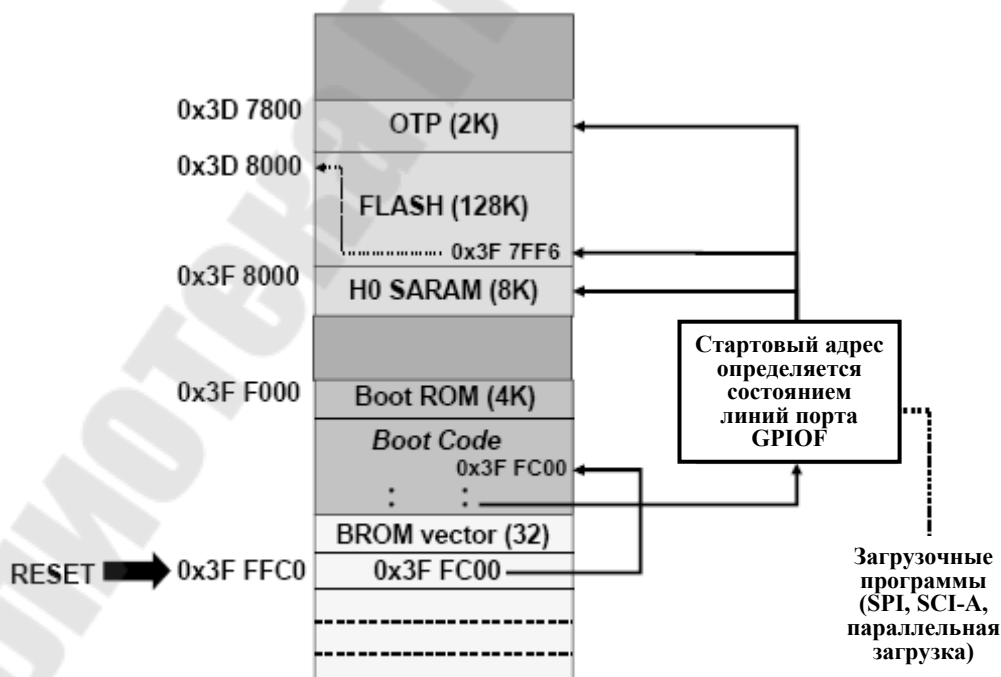 0x3D 7800
OTP (2K)
0x3D 8000
FLASH (128K)
0x3F 7FF6
0x3F 8000
H0 SARAM (8K)
Стартовый адрес
определяется
состоянием
линий порта
GPIOF
0x3F F000
Boot ROM (4K)
Boot Code
0x3F FC00
: :
BROM vector (32)
RESET
0x3F FFC0
0x3F FC00
Загрузочные
программы
(SPI, SCI-A,
параллельная
загрузка)